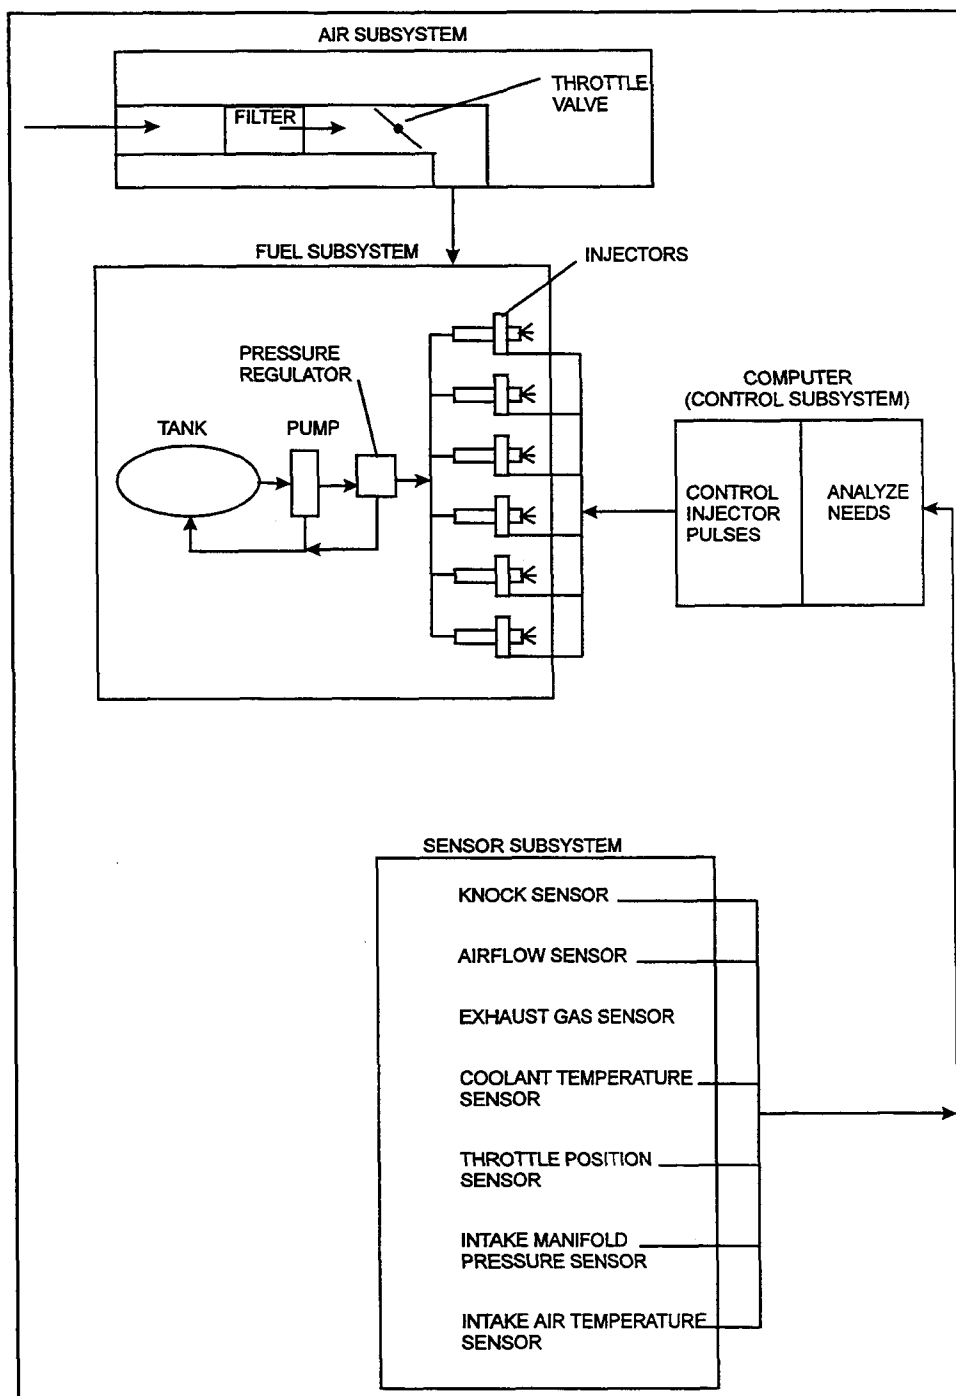 AIR SUBSYSTEM
THROTTLE
VALVE
FILTER
FUEL SUBSYSTEM
INJECTORS
PRESSURE
REGULATOR
COMPUTER
(CONTROL SUBSYSTEM)
TANK
PUMP
CONTROL
INJECTOR
PULSES
ANALYZE
NEEDS
SENSOR SUBSYSTEM
KNOCK SENSOR
AIRFLOW SENSOR
EXHAUST GAS SENSOR
COOLANT TEMPERATURE
SENSOR
THROTTLE POSITION
SENSOR
INTAKE MANIFOLD
PRESSURE SENSOR
INTAKE AIR TEMPERATURE
SENSOR